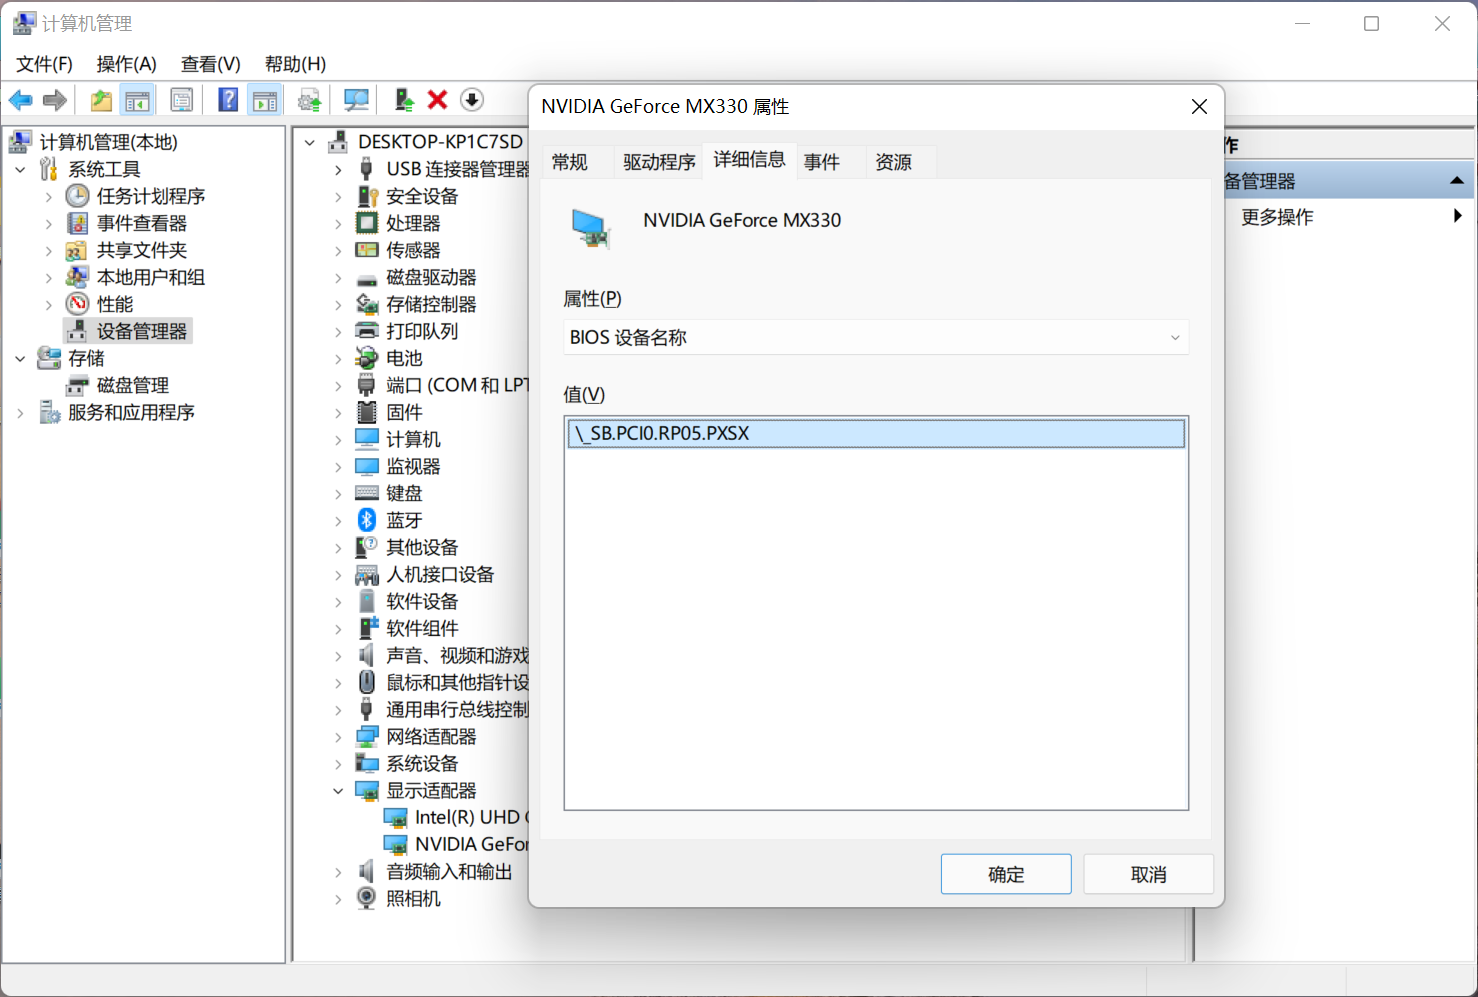 计算机管理
文件(F) 操作(A) 查看(V) 帮助(H)
计算机管理(本地)
系统工具
任务计划程序
事件查看器
共享文件夹
本地用户和组
性能
设备管理器
存储
磁盘管理
服务和应用程序
DESKTOP-KP1C7SD
USB 连接器管理器
安全设备
处理器
传感器
磁盘驱动器
存储控制器
打印队列
电池
端口 (COM 和 LPT
固件
计算机
监视器
键盘
蓝牙
其他设备
人机接口设备
软件设备
软件组件
声音、视频和游戏
鼠标和其他指针设
通用串行总线控制
网络适配器
系统设备
显示适配器
Intel(R) UHD
NVIDIA GeFor
音频输入和输出
照相机
NVIDIA GeForce MX330 属性
常规 驱动程序 详细信息 事件 资源
NVIDIA GeForce MX330
属性(P)
BIOS 设备名称
值(V)
\_SB.PCI0.RP05.PXSX
确定 取消
作
备管理器
更多操作